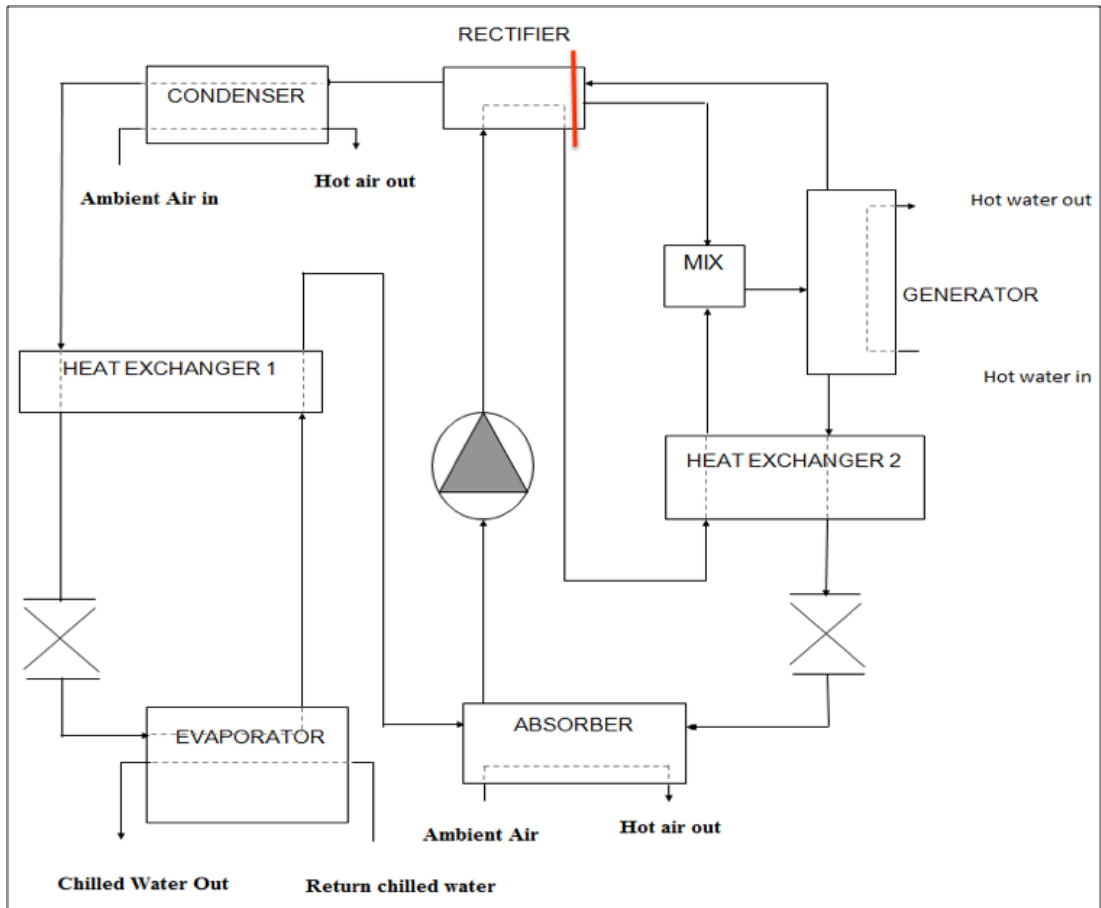 RECTIFIER
CONDENSER
Hot air out
Ambient Air in
Hot water out
MIX
GENERATOR
HEAT EXCHANGER 1
Hot water in
HEAT EXCHANGER 2
ABSORBER
EVAPORATOR
Ambient Air
Hot air out
Chilled Water Out
Return chilled water